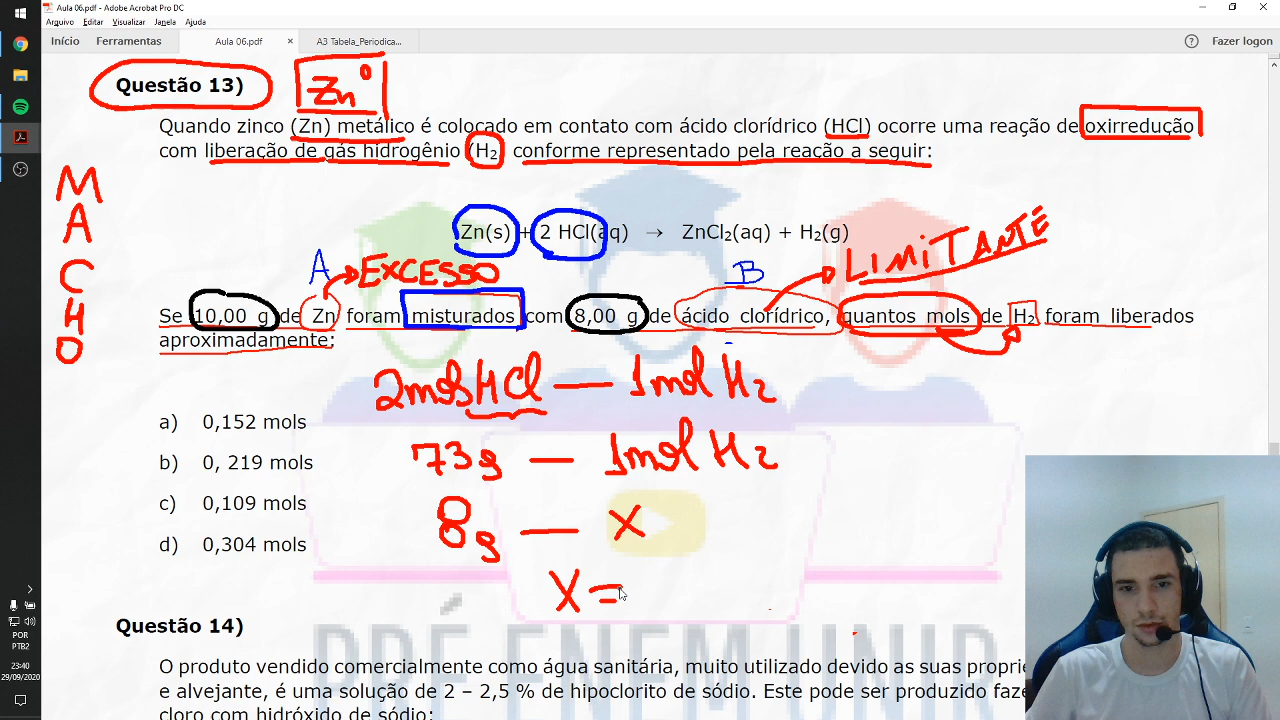 Aula 06.pdf - Adobe Acrobat Pro DC
Arquivo Editar Visualizar Janela Ajuda
Início Ferramentas Aula 06.pdf × A3 Tabela_Periodica... Fazer logon
Questão 13) Zn⁰
Quando zinco (Zn) metálico é colocado em contato com ácido clorídrico (HCl) ocorre uma reação de oxirredução
com liberação de gás hidrogênio (H₂) conforme representado pela reação a seguir:
MACHO
Zn(s) + 2 HCl(aq) → ZnCl₂(aq) + H₂(g)
A EXCESSO B LIMITANTE
Se 10,00 g de Zn foram misturados com 8,00 g de ácido clorídrico, quantos mols de H₂ foram liberados
aproximadamente:
2mols HCl — 1mol H₂
a) 0,152 mols
73g — 1mol H₂
b) 0, 219 mols
c) 0,109 mols
8g — X
d) 0,304 mols
X =
Questão 14)
PRÉ ENEM UNIR
O produto vendido comercialmente como água sanitária, muito utilizado devido as suas proprie
e alvejante, é uma solução de 2 – 2,5 % de hipoclorito de sódio. Este pode ser produzido faze
cloro com hidróxido de sódio:
POR
PTB2
23:40
29/09/2020